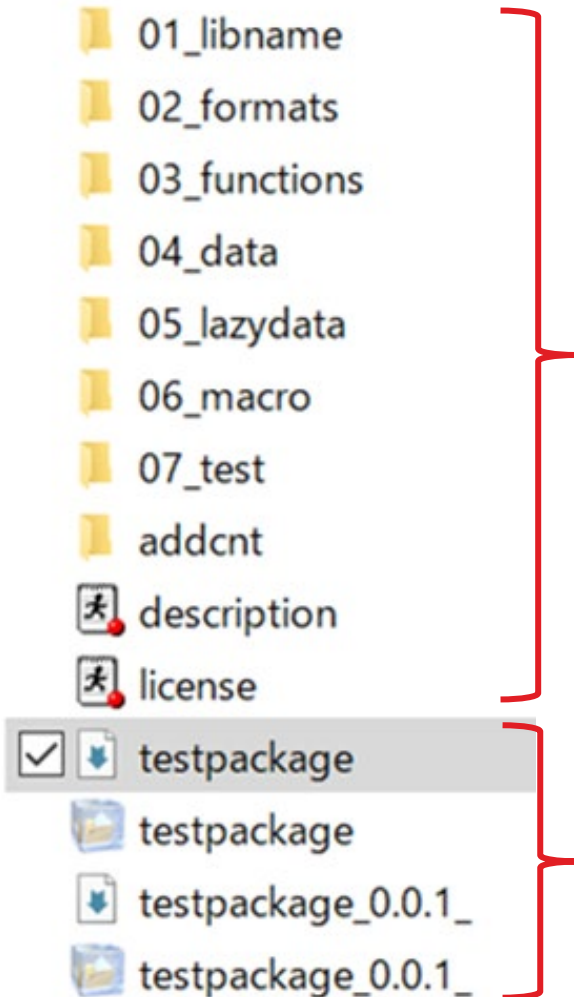 01_libname
02_formats
03_functions
04_data
05_lazydata
06_macro
07_test
addcnt
description
license
testpackage
testpackage
testpackage_0.0.1_
testpackage_0.0.1_